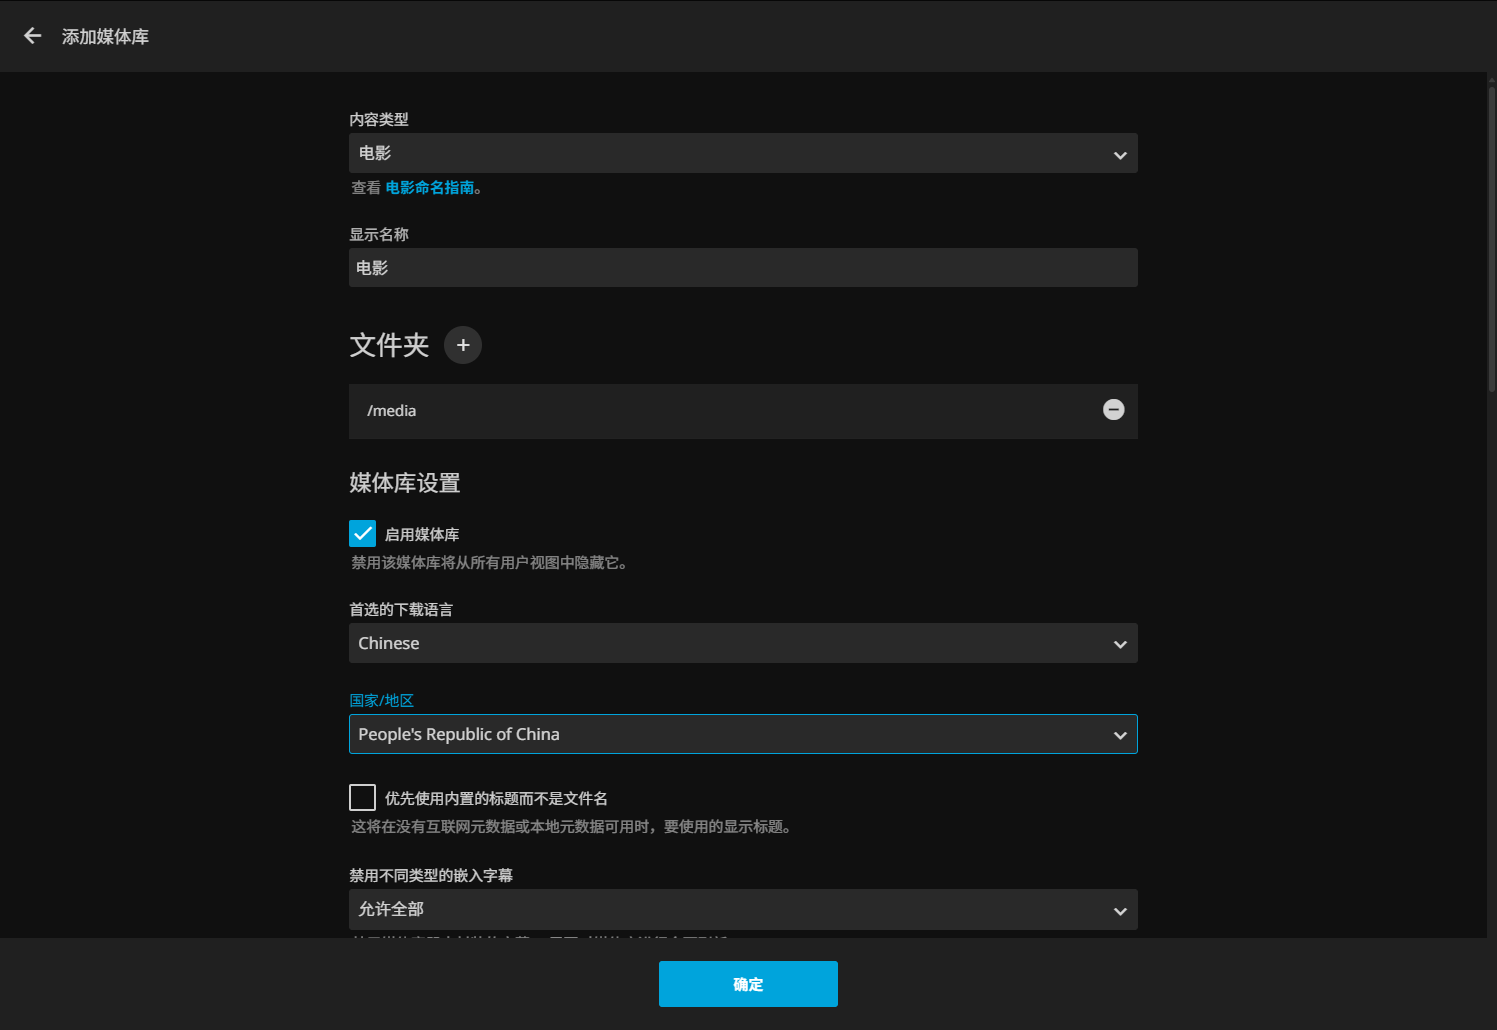 添加媒体库
内容类型
电影
查看 电影命名指南。
显示名称
电影
文件夹
/media
媒体库设置
启用媒体库
禁用该媒体库将从所有用户视图中隐藏它。
首选的下载语言
Chinese
国家/地区
People's Republic of China
优先使用内置的标题而不是文件名
这将在没有互联网元数据或本地元数据可用时，要使用的显示标题。
禁用不同类型的嵌入字幕
允许全部
确定